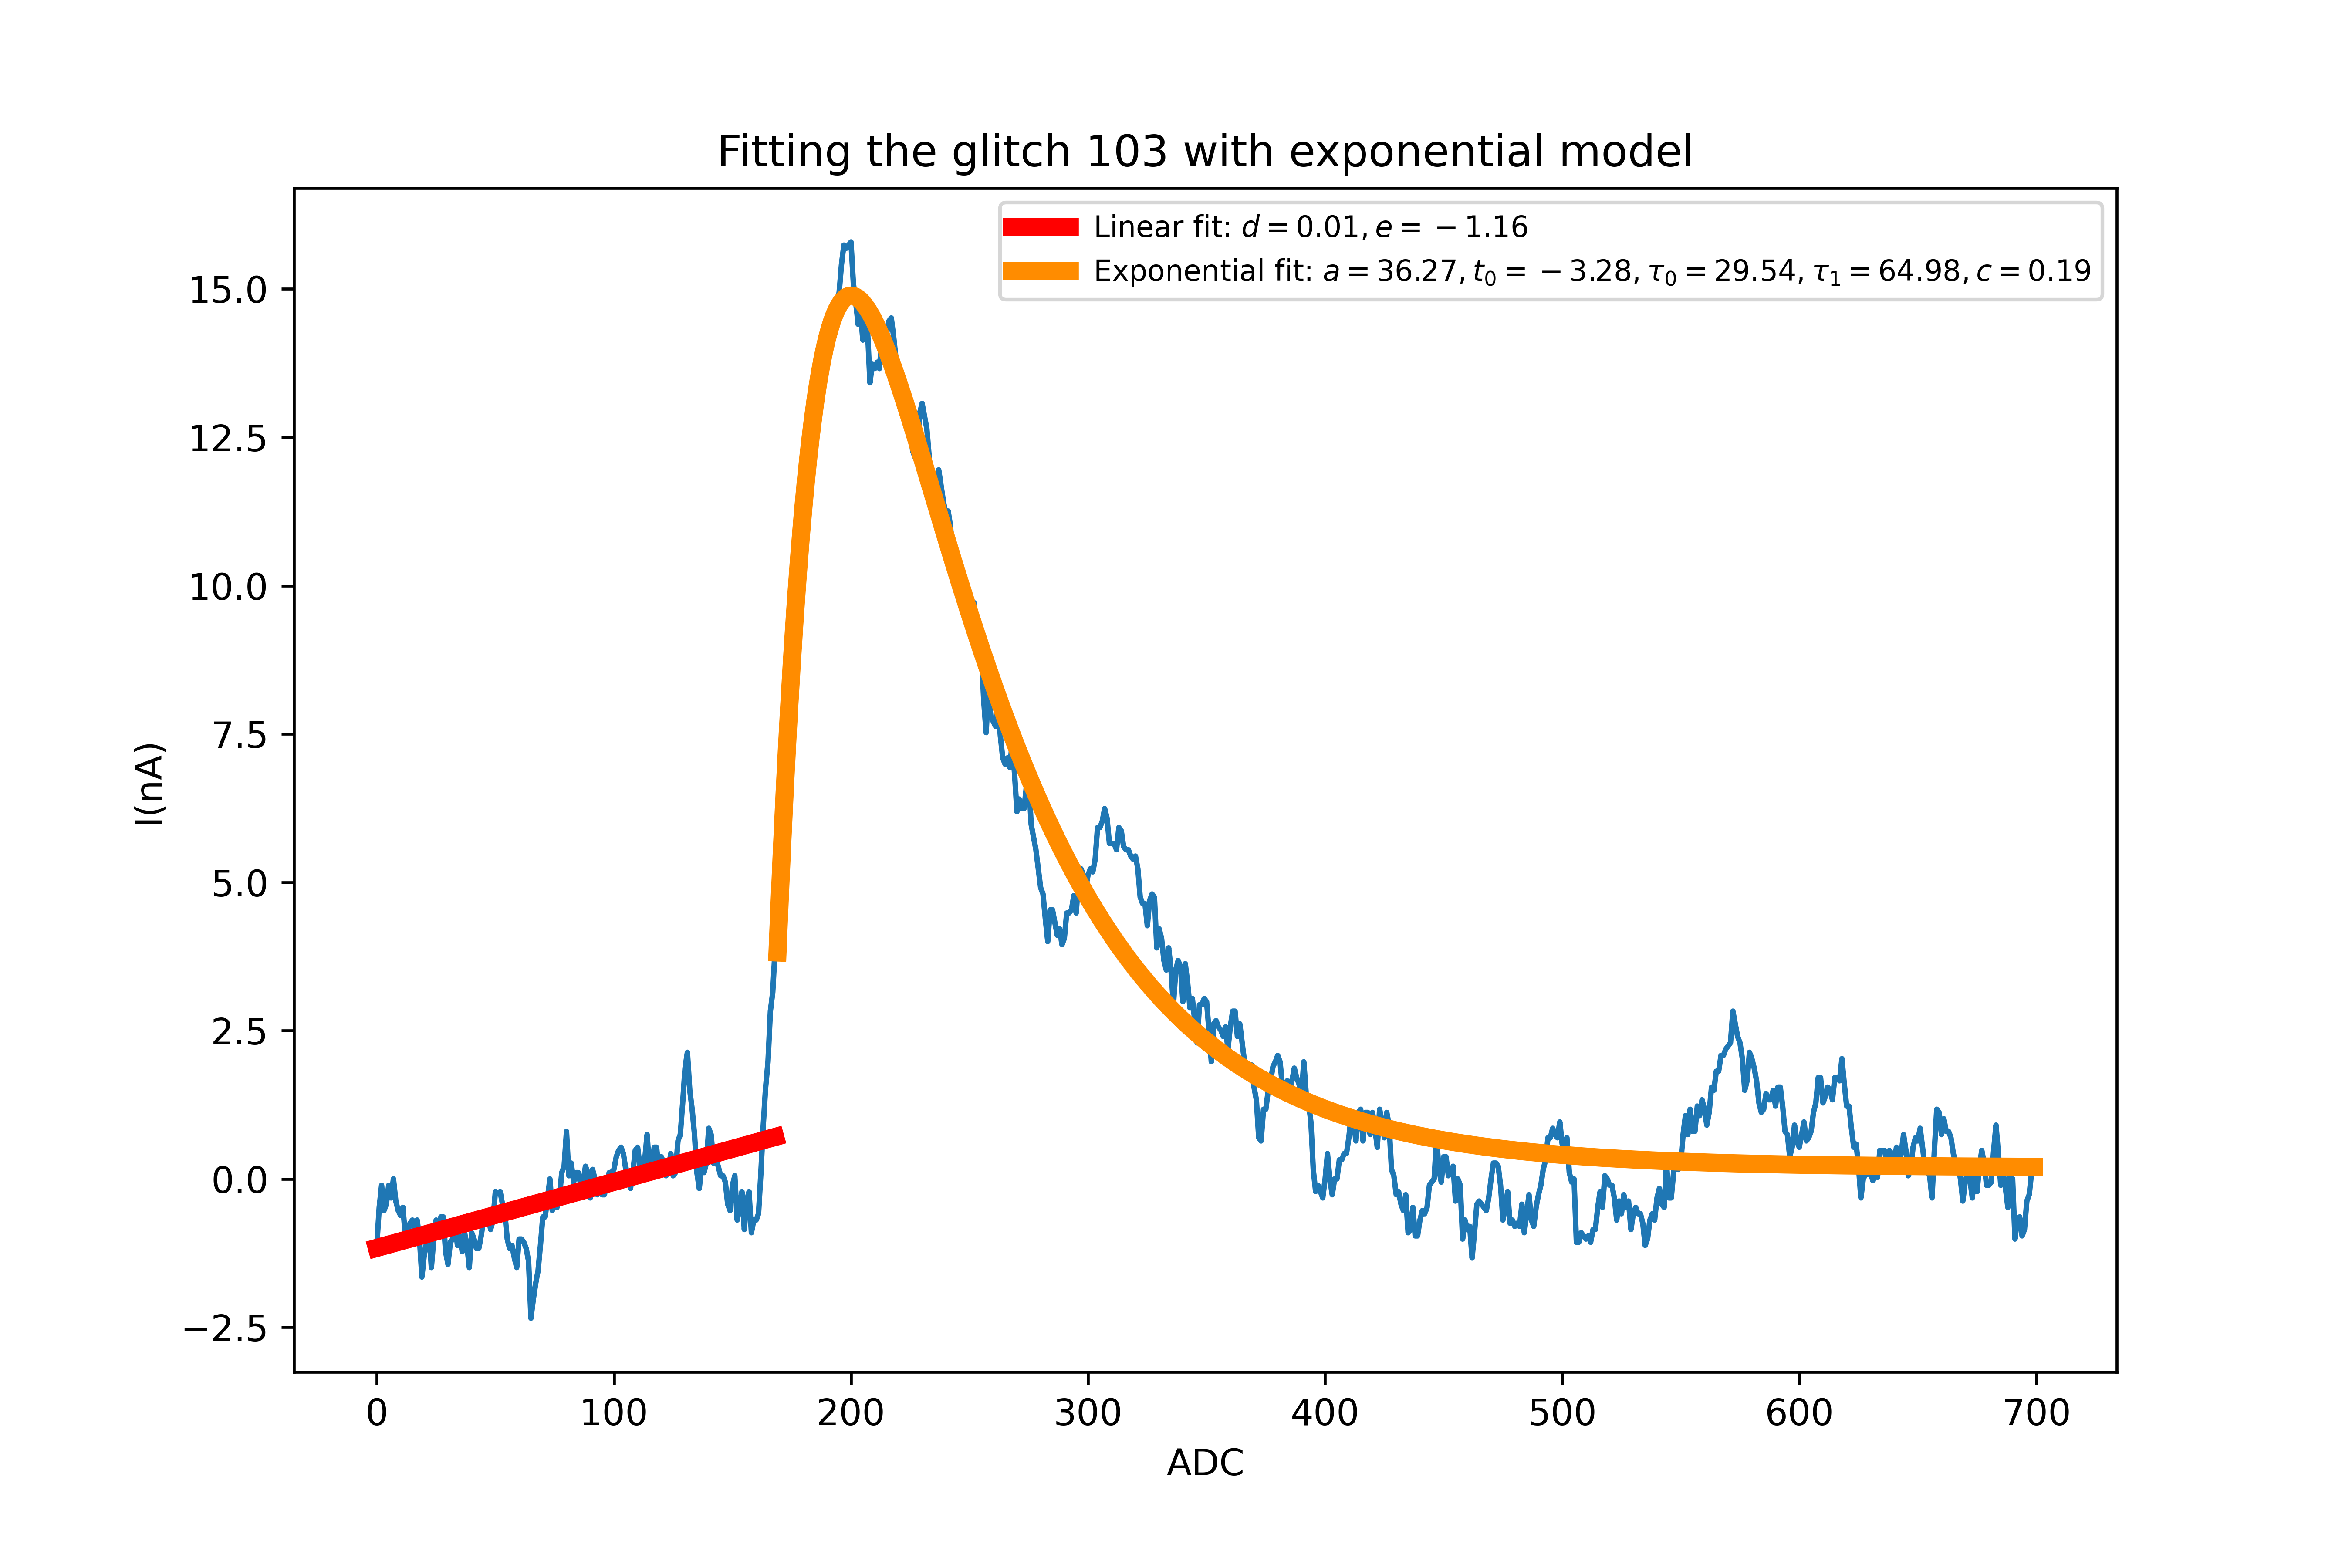 Fitting the glitch 103 with exponential model
Linear fit: d = 0.01, e = −1.16
Exponential fit: a = 36.27, t₀ = −3.28, τ₀ = 29.54, τ₁ = 64.98, c = 0.19
15.0
12.5
10.0
7.5
5.0
2.5
0.0
−2.5
I(nA)
0 100 200 300 400 500 600 700
ADC